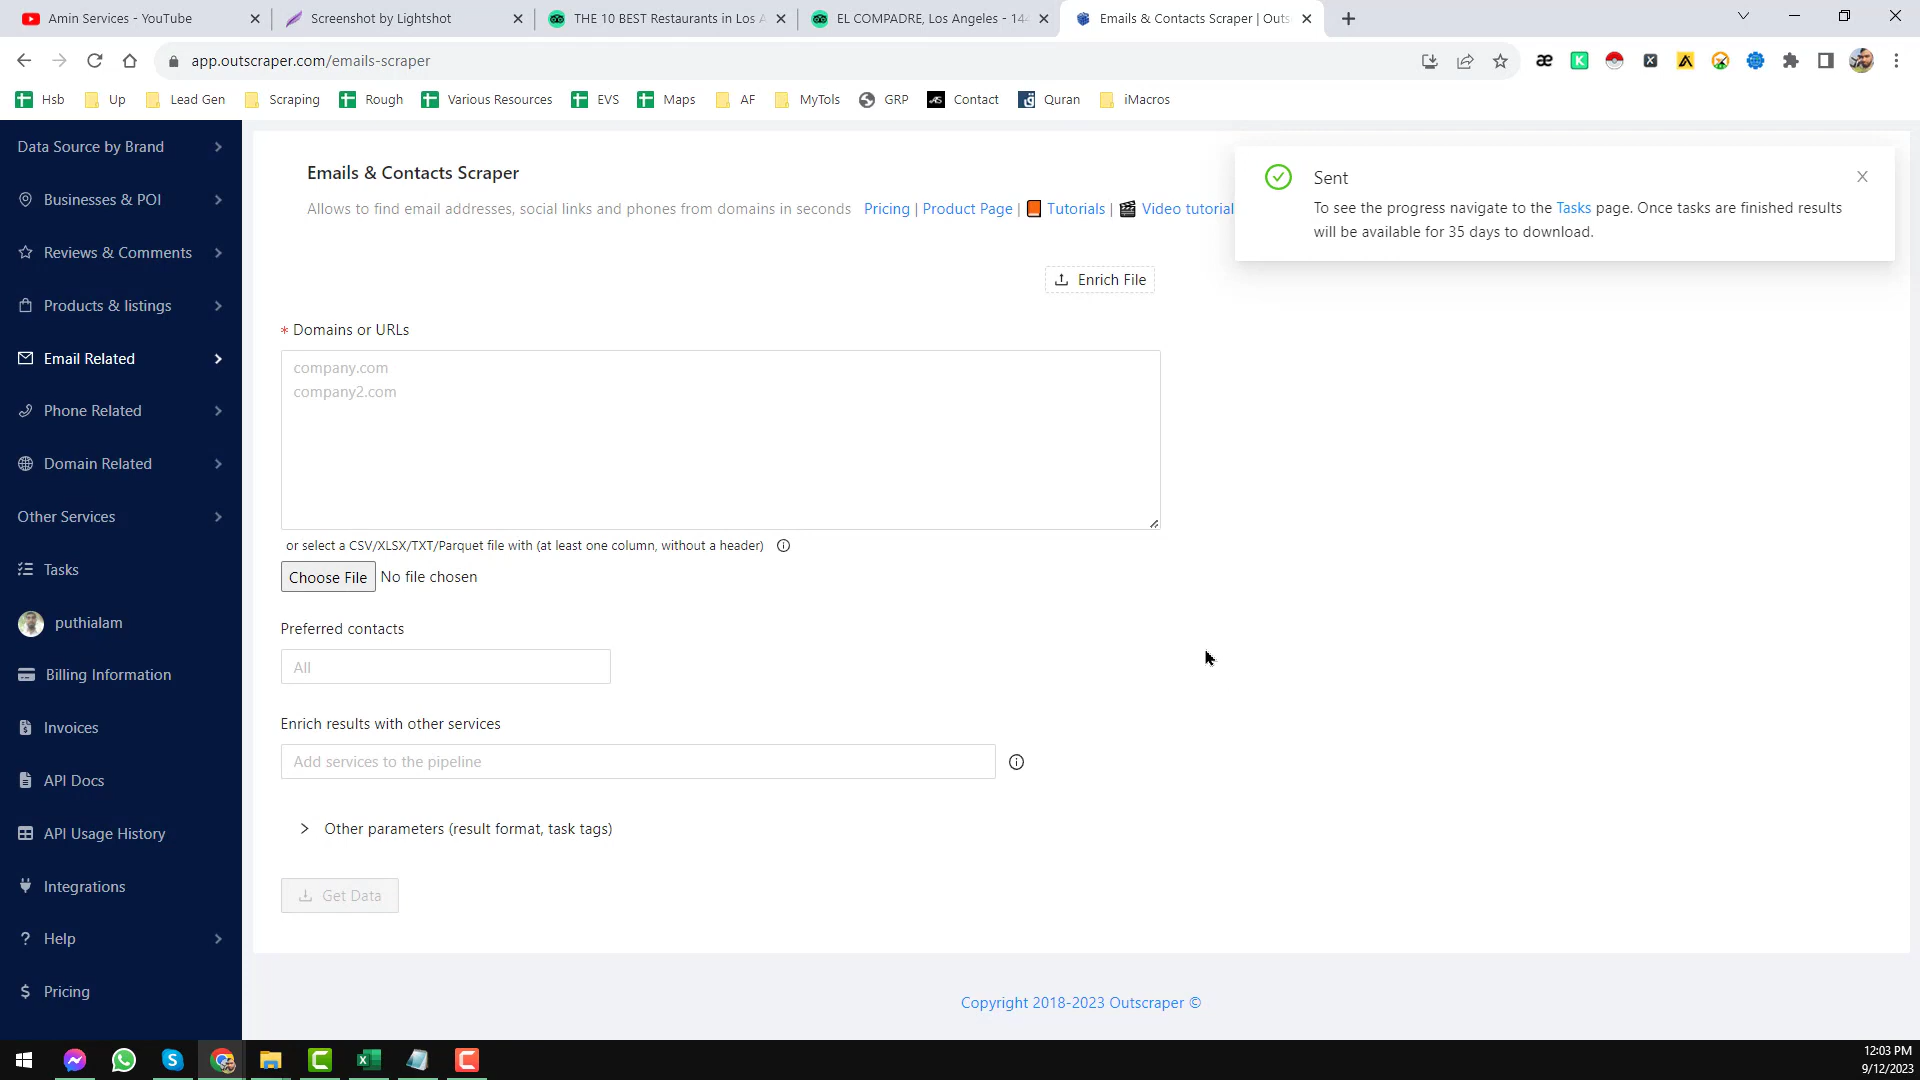 Amin Services - YouTube
Screenshot by Lightshot
THE 10 BEST Restaurants in Los A
EL COMPADRE, Los Angeles - 144
Emails & Contacts Scraper | Outs
app.outscraper.com/emails-scraper
Hsb
Up
Lead Gen
Scraping
Rough
Various Resources
EVS
Maps
AF
MyTols
GRP
Contact
Quran
iMacros
Data Source by Brand
Businesses & POI
Reviews & Comments
Products & listings
Email Related
Phone Related
Domain Related
Other Services
Tasks
puthialam
Billing Information
Invoices
API Docs
API Usage History
Integrations
Help
Pricing
Emails & Contacts Scraper
Allows to find email addresses, social links and phones from domains in seconds Pricing | Product Page | Tutorials | Video tutorial
Sent
To see the progress navigate to the Tasks page. Once tasks are finished results
will be available for 35 days to download.
Enrich File
* Domains or URLs
company.com
company2.com
or select a CSV/XLSX/TXT/Parquet file with (at least one column, without a header)
Choose File No file chosen
Preferred contacts
All
Enrich results with other services
Add services to the pipeline
Other parameters (result format, task tags)
Get Data
Copyright 2018-2023 Outscraper ©
12:03 PM
9/12/2023